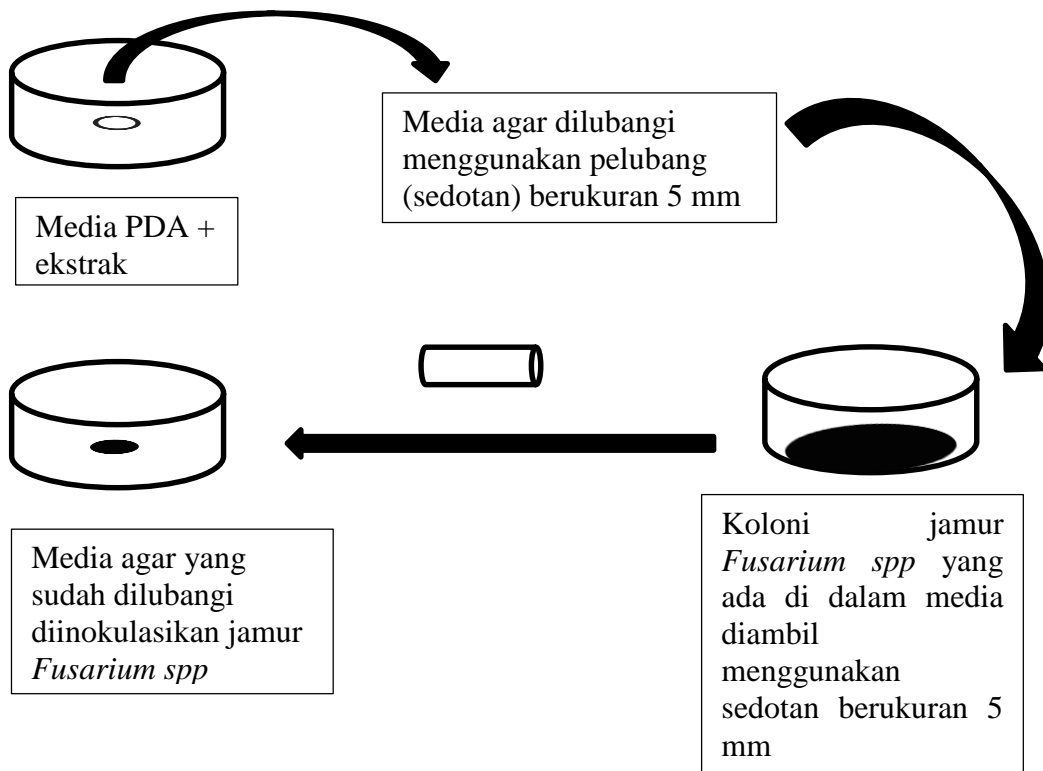 Media PDA +
ekstrak
Media agar dilubangi
menggunakan pelubang
(sedotan) berukuran 5 mm
Koloni jamur
Fusarium spp yang
ada di dalam media
diambil
menggunakan
sedotan berukuran 5
mm
Media agar yang
sudah dilubangi
diinokulasikan jamur
Fusarium spp